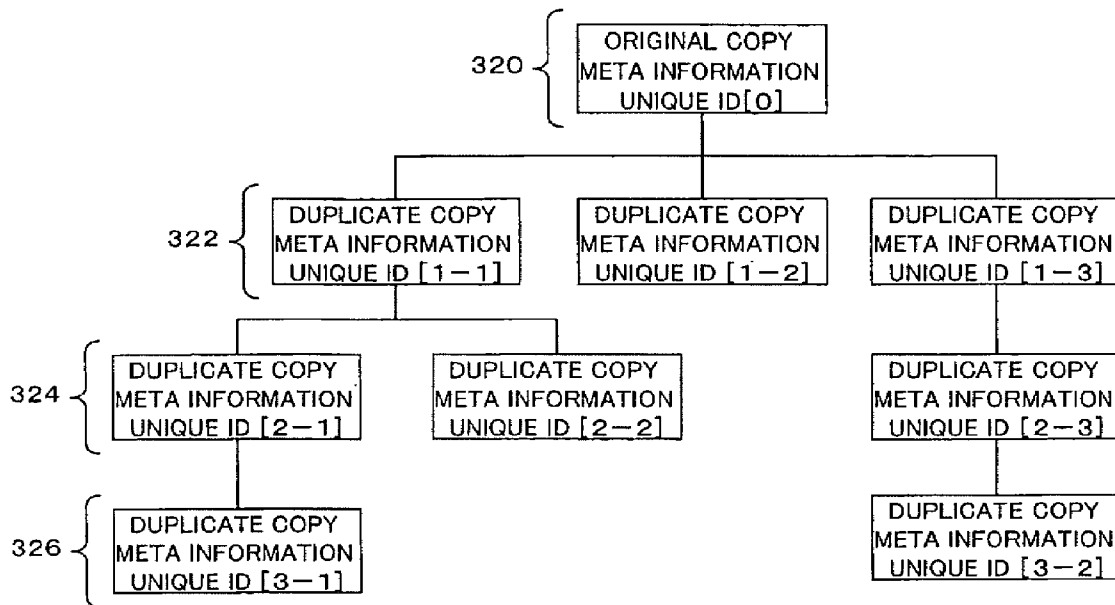 320
ORIGINAL COPY
META INFORMATION
UNIQUE ID[0]
322
DUPLICATE COPY
META INFORMATION
UNIQUE ID [1-1]
DUPLICATE COPY
META INFORMATION
UNIQUE ID [1-2]
DUPLICATE COPY
META INFORMATION
UNIQUE ID [1-3]
324
DUPLICATE COPY
META INFORMATION
UNIQUE ID [2-1]
DUPLICATE COPY
META INFORMATION
UNIQUE ID [2-2]
DUPLICATE COPY
META INFORMATION
UNIQUE ID [2-3]
326
DUPLICATE COPY
META INFORMATION
UNIQUE ID [3-1]
DUPLICATE COPY
META INFORMATION
UNIQUE ID [3-2]